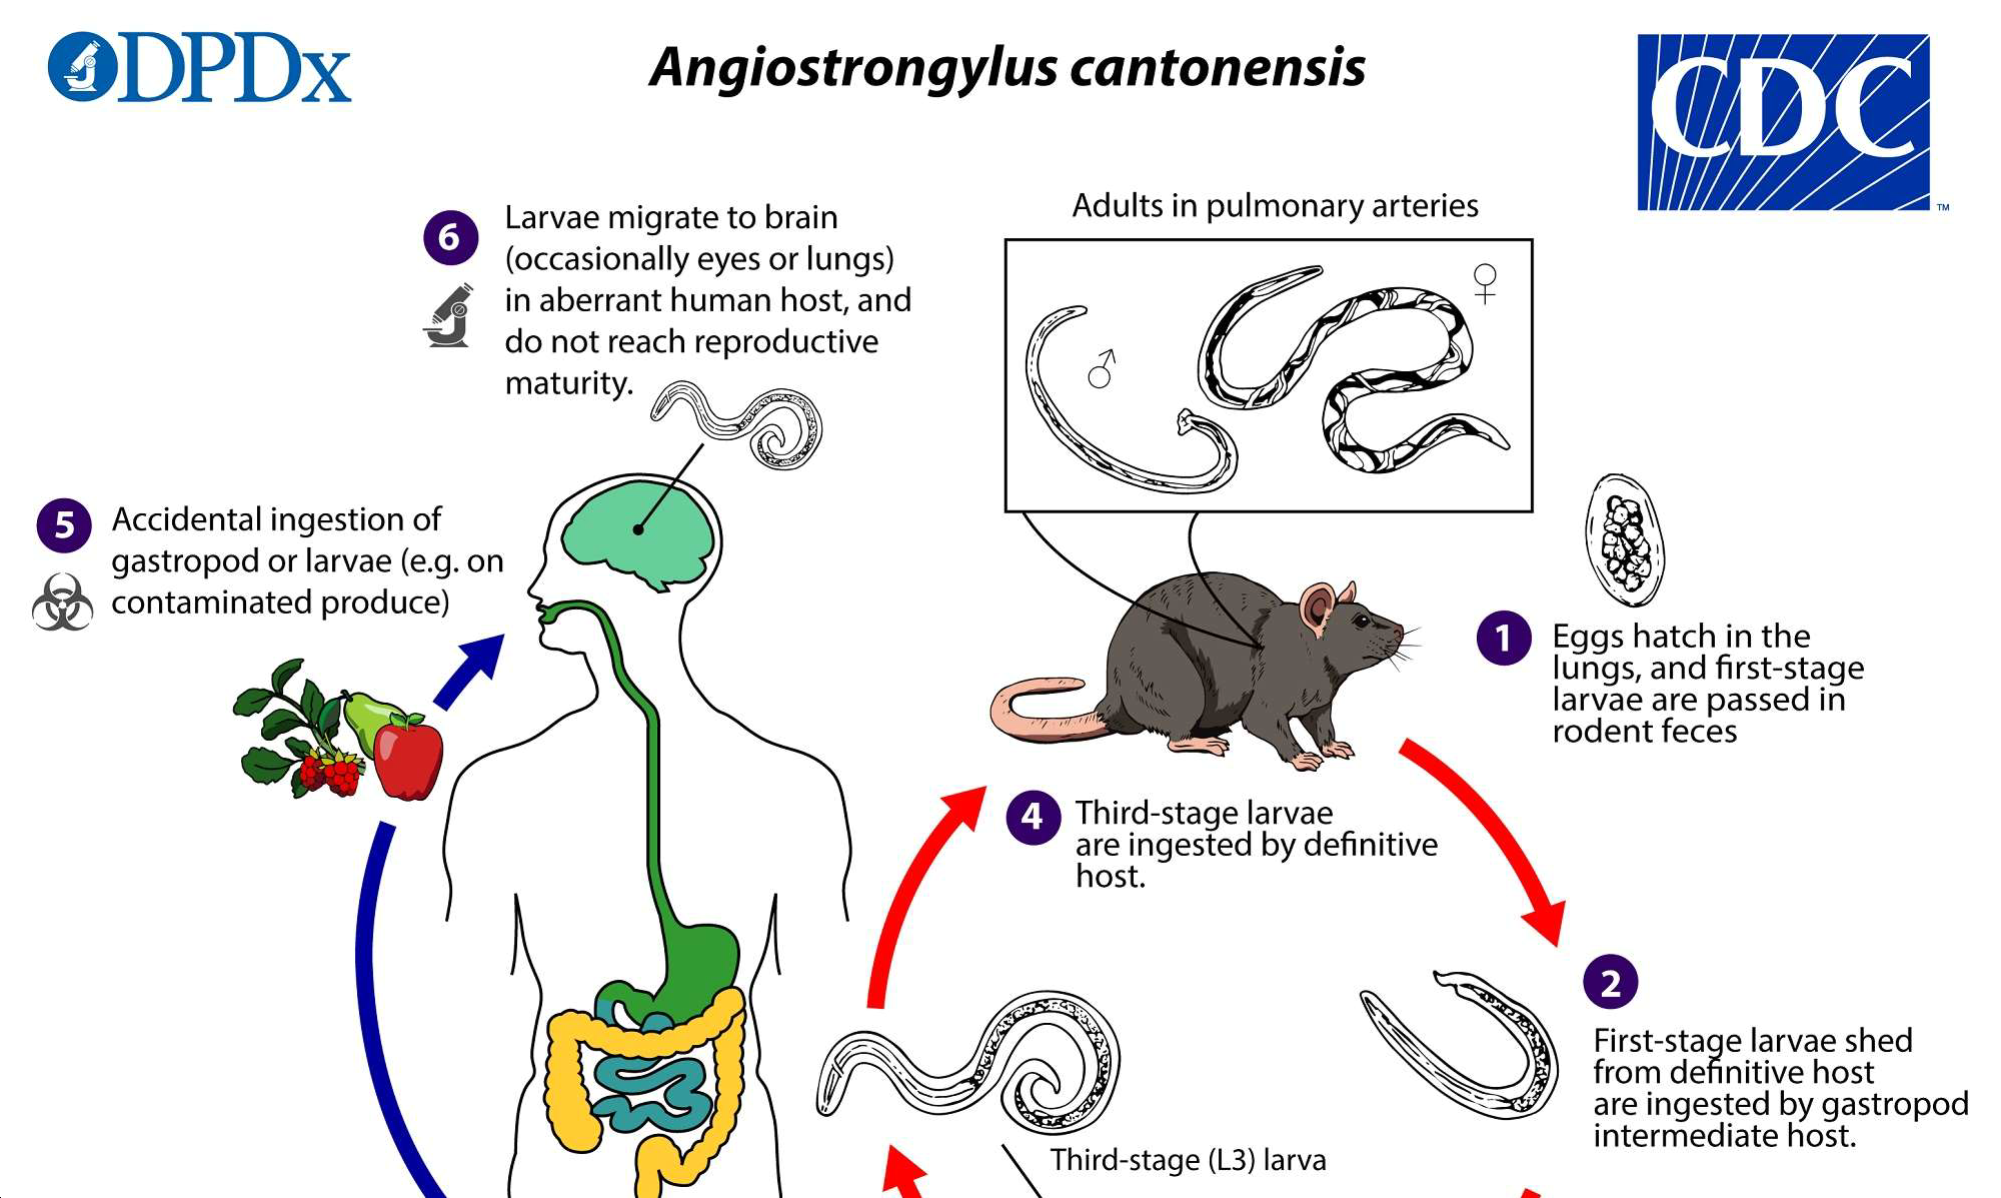 DPDx
Angiostrongylus cantonensis
CDC
TM
6
Larvae migrate to brain
(occasionally eyes or lungs)
in aberrant human host, and
do not reach reproductive
maturity.
Adults in pulmonary arteries
5
Accidental ingestion of
gastropod or larvae (e.g. on
contaminated produce)
1
Eggs hatch in the
lungs, and first-stage
larvae are passed in
rodent feces
4
Third-stage larvae
are ingested by definitive
host.
2
First-stage larvae shed
from definitive host
are ingested by gastropod
intermediate host.
Third-stage (L3) larva